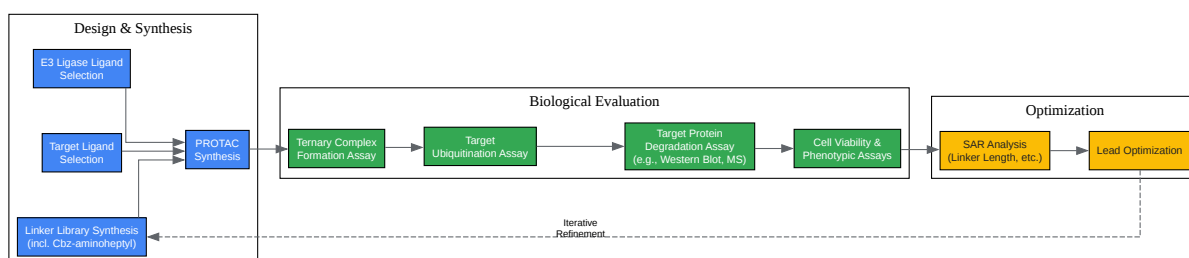 Design & Synthesis
E3 Ligase Ligand
Selection
Target Ligand
Selection
Linker Library Synthesis
(incl. Cbz-aminoheptyl)
PROTAC
Synthesis
Biological Evaluation
Ternary Complex
Formation Assay
Target
Ubiquitination Assay
Target Protein
Degradation Assay
(e.g., Western Blot, MS)
Cell Viability &
Phenotypic Assays
Optimization
SAR Analysis
(Linker Length, etc.)
Lead Optimization
Iterative
Refinement